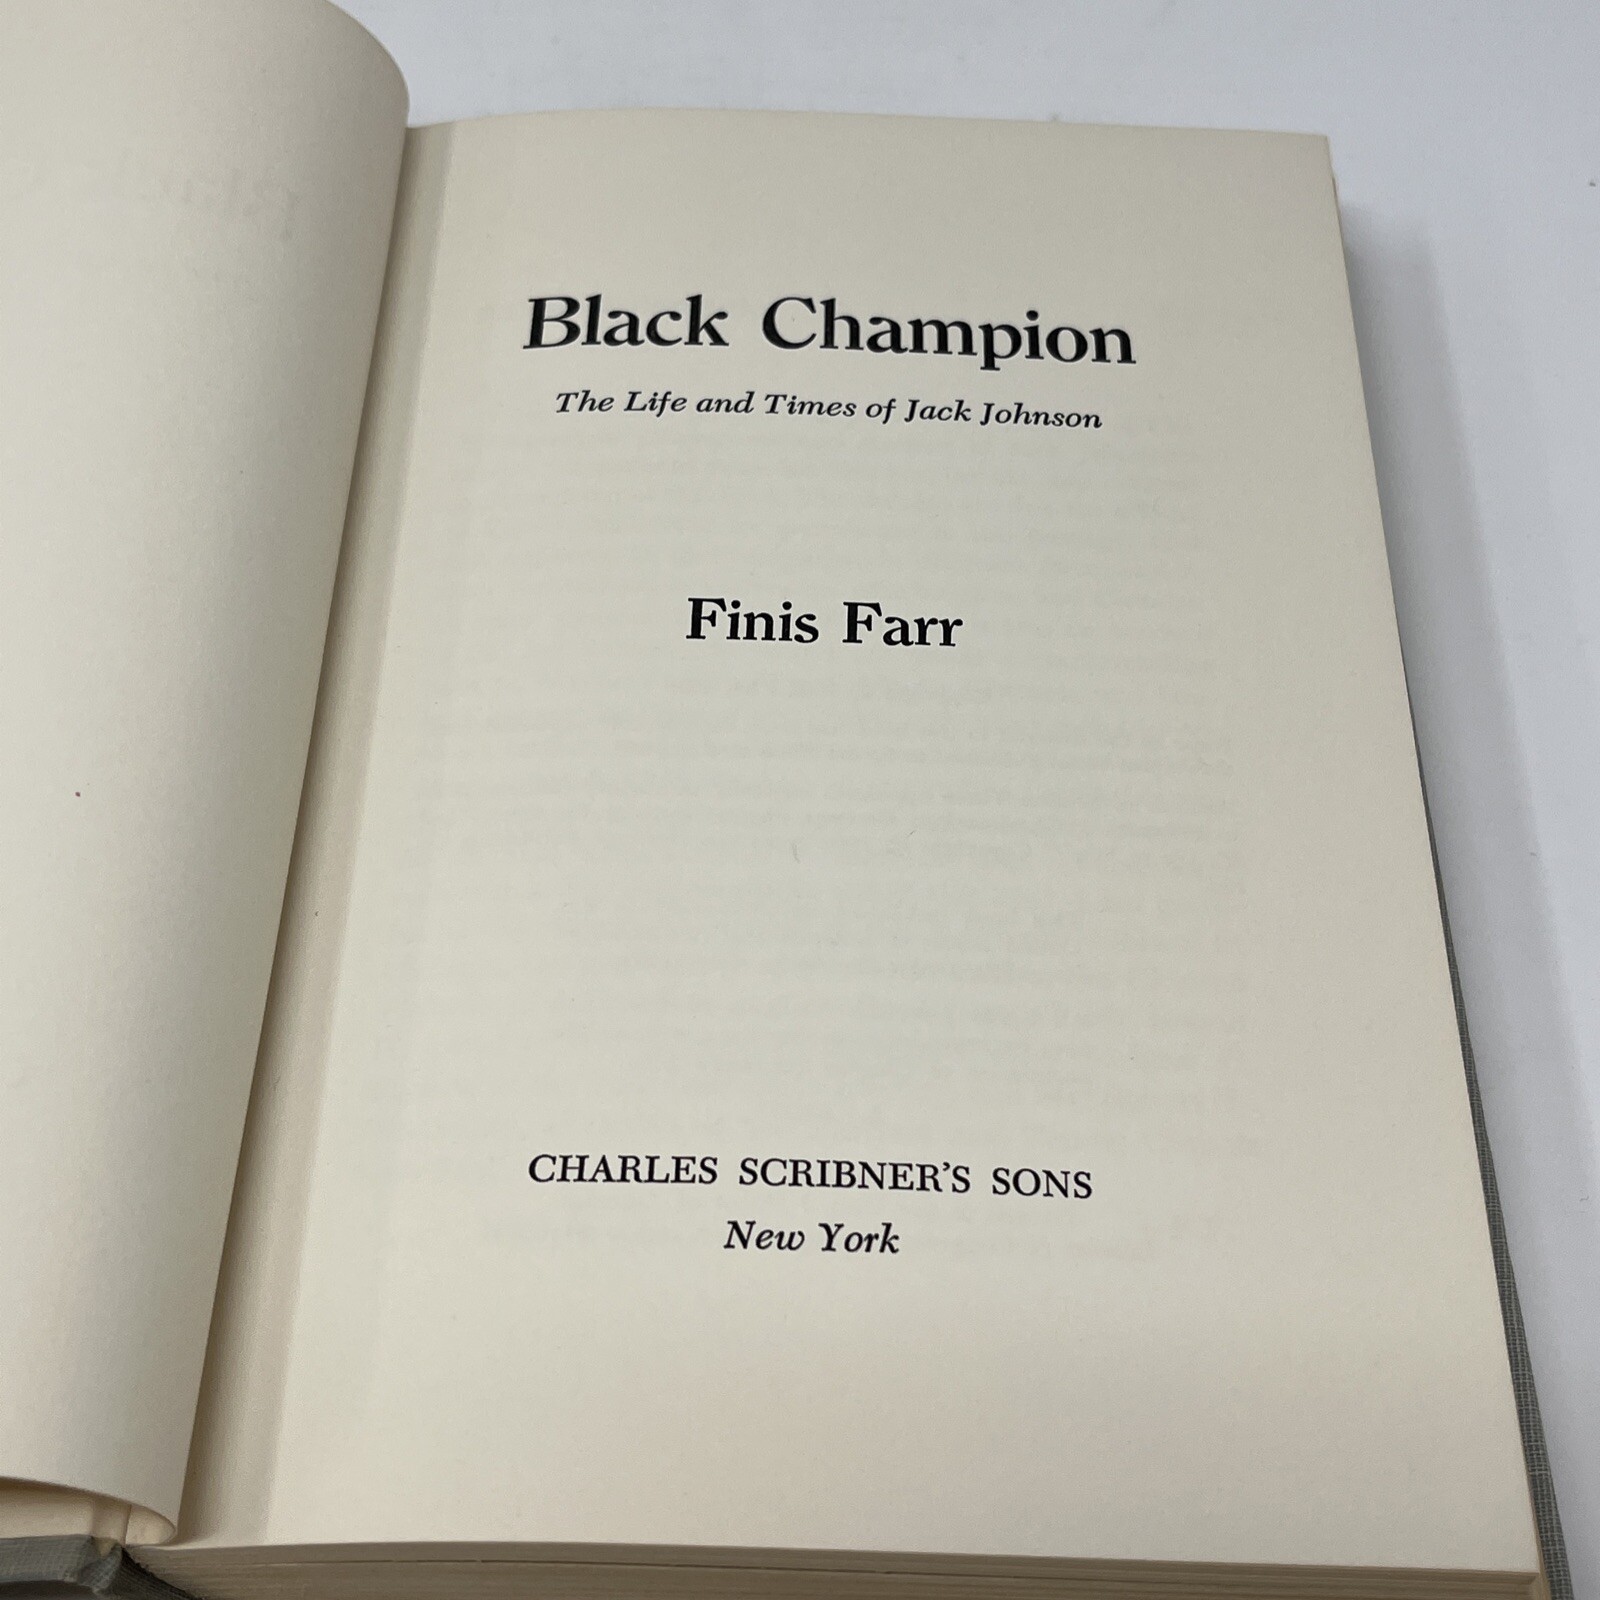 Black Champion
The Life and Times of Jack Johnson
Finis Farr
CHARLES SCRIBNER'S SONS
New York